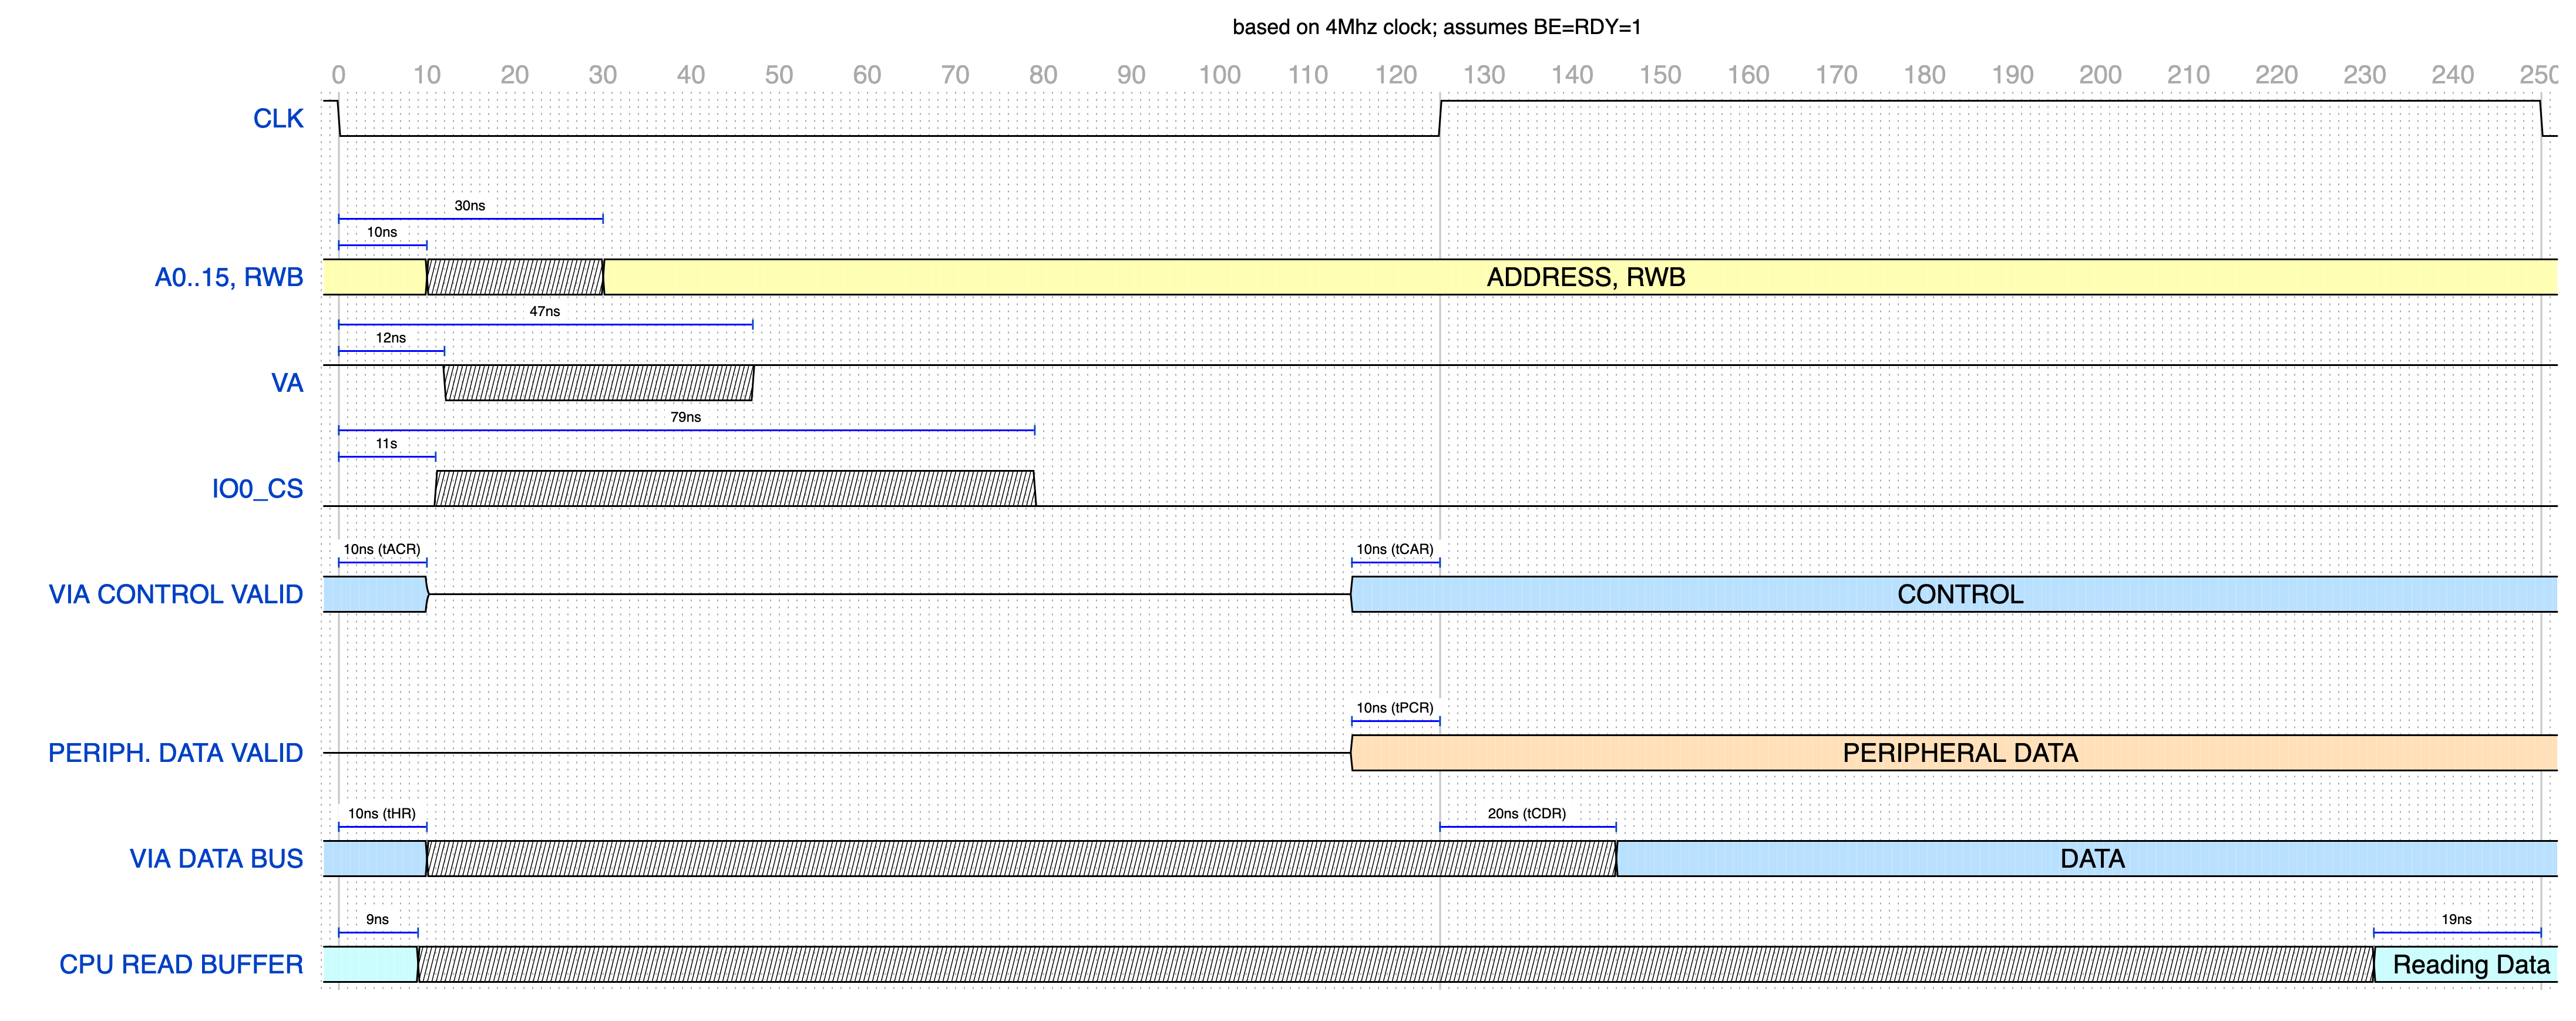 based on 4Mhz clock; assumes BE=RDY=1
0 10 20 30 40 50 60 70 80 90 100 110 120 130 140 150 160 170 180 190 200 210 220 230 240 250
CLK
30ns
10ns
A0..15, RWB ADDRESS, RWB
47ns
12ns
VA
79ns
11s
IO0_CS
10ns (tACR) 10ns (tCAR)
VIA CONTROL VALID CONTROL
10ns (tPCR)
PERIPH. DATA VALID PERIPHERAL DATA
10ns (tHR) 20ns (tCDR)
VIA DATA BUS DATA
9ns 19ns
CPU READ BUFFER Reading Data